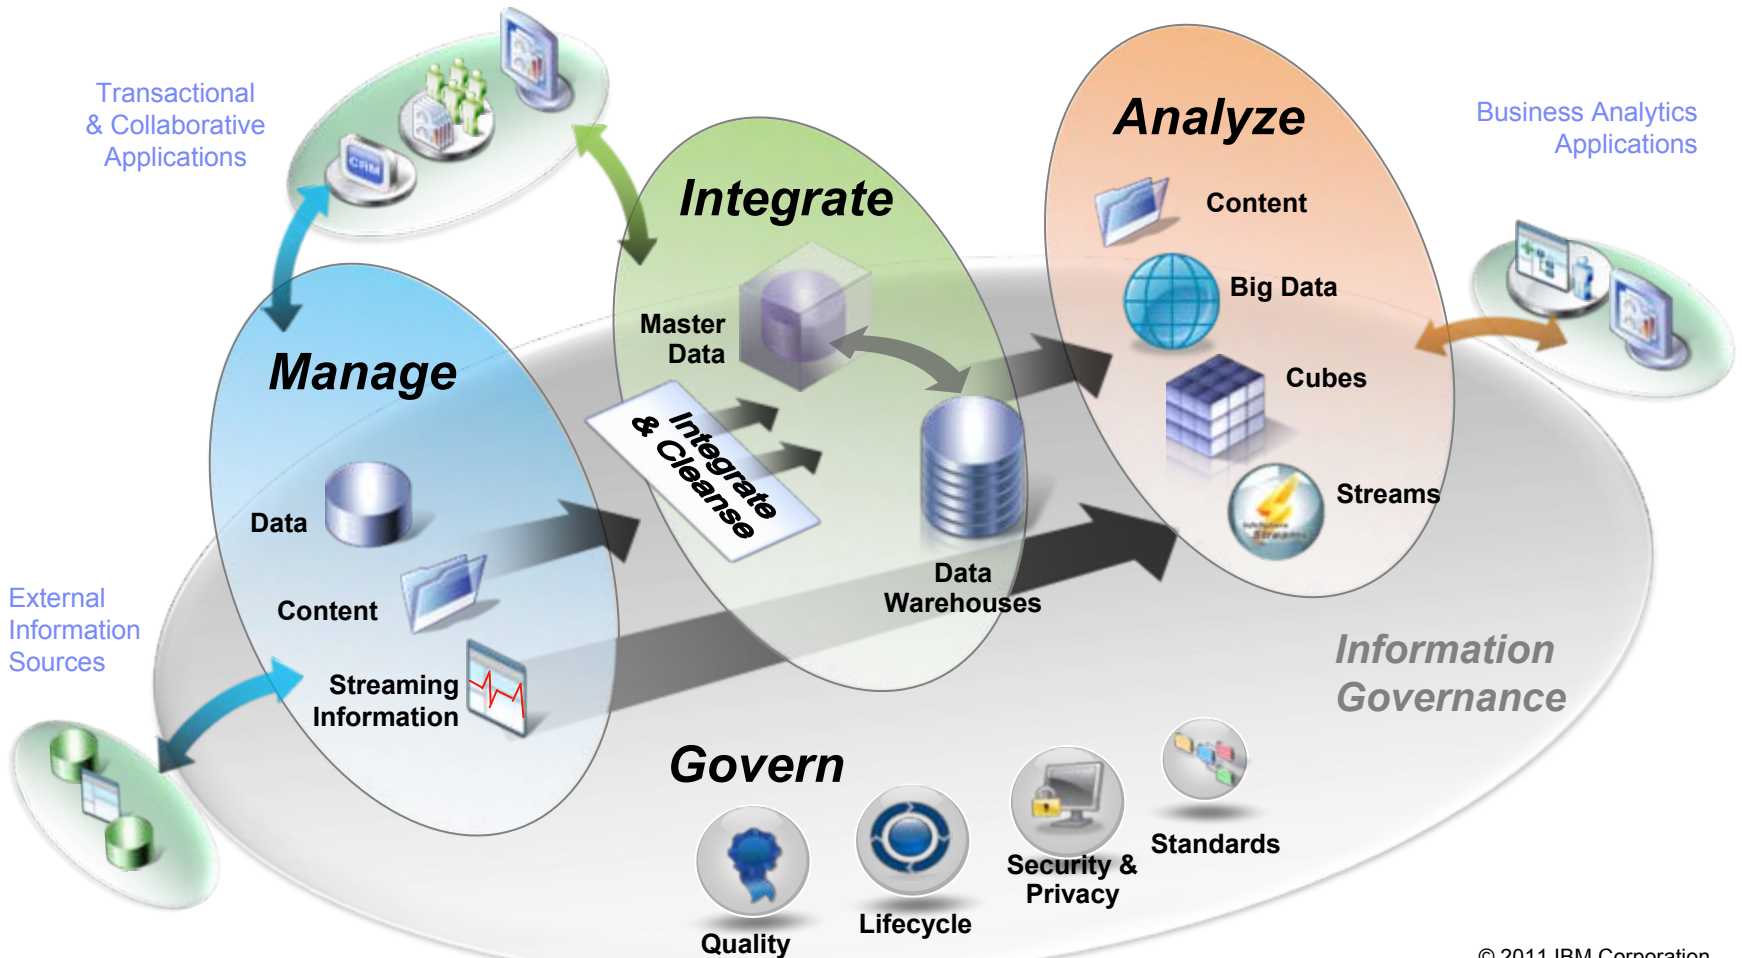 Transactional
& Collaborative
Applications
CRM
Analyze
Business Analytics
Applications
Integrate
Content
Big Data
Master
Data
Manage
Cubes
Integrate
& Cleanse
Streams
Streams
Data
Data
Warehouses
Content
External
Information
Sources
Streaming
Information
Information
Governance
Govern
Standards
Security &
Privacy
Lifecycle
Quality
© 2011 IBM Corporation